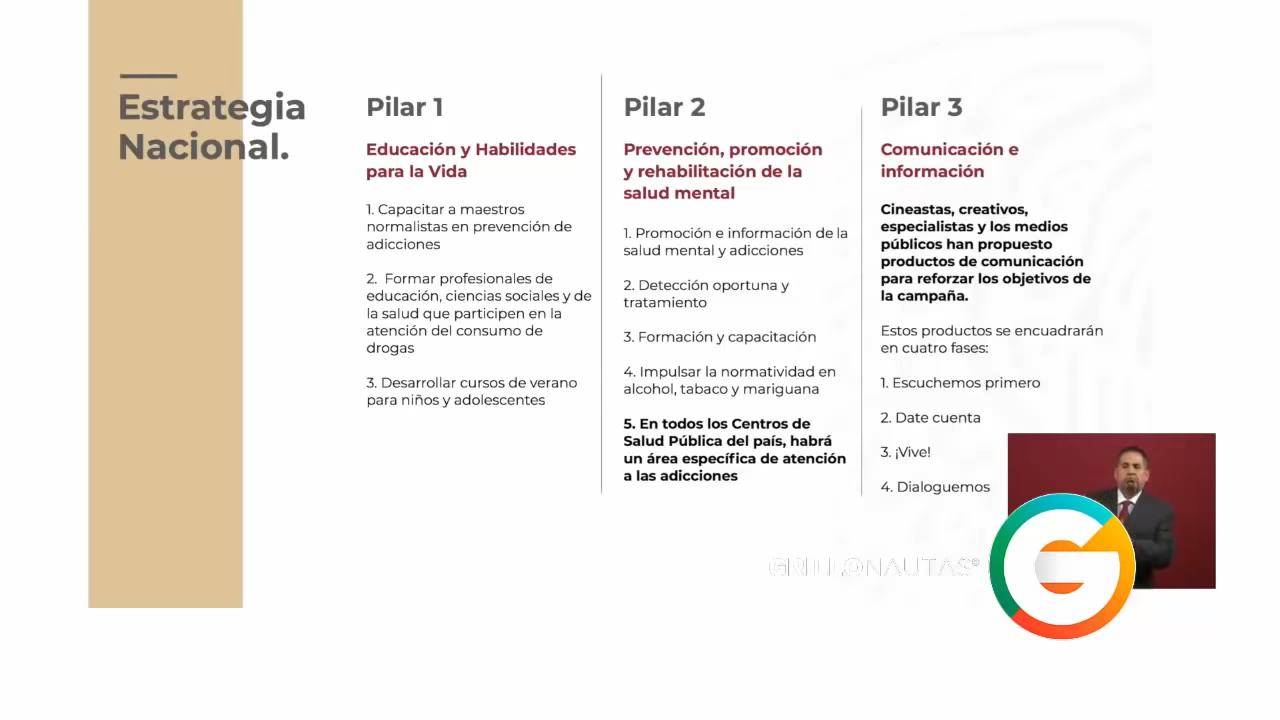 Estrategia
Nacional.
Pilar 1
Educación y Habilidades
para la Vida
1. Capacitar a maestros
normalistas en prevención de
adicciones
2. Formar profesionales de
educación, ciencias sociales y de
la salud que participen en la
atención del consumo de
drogas
3. Desarrollar cursos de verano
para niños y adolescentes
Pilar 2
Prevención, promoción
y rehabilitación de la
salud mental
1. Promoción e información de la
salud mental y adicciones
2. Detección oportuna y
tratamiento
3. Formación y capacitación
4. Impulsar la normatividad en
alcohol, tabaco y mariguana
5. En todos los Centros de
Salud Pública del país, habrá
un área específica de atención
a las adicciones
Pilar 3
Comunicación e
información
Cineastas, creativos,
especialistas y los medios
públicos han propuesto
productos de comunicación
para reforzar los objetivos de
la campaña.
Estos productos se encuadrarán
en cuatro fases:
1. Escuchemos primero
2. Date cuenta
3. ¡Vive!
4. Dialoguemos
GRILLONAUTAS®
G